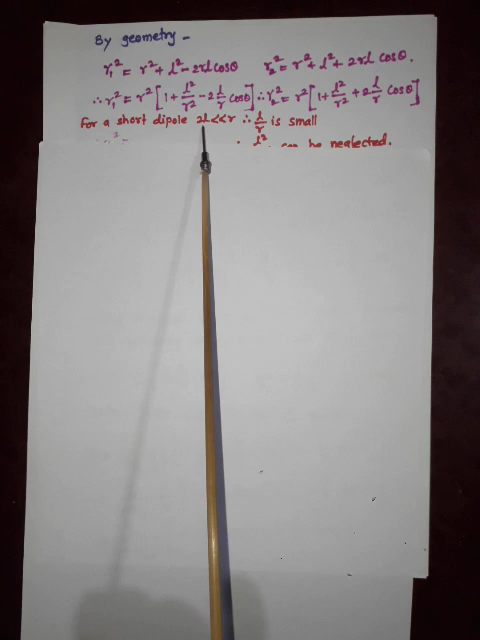 By geometry -
r₁² = r² + l² - 2rl cosθ r₂² = r² + l² + 2rl cosθ.
∴ r₁² = r² [1 + l²/r² - 2 l/r cosθ] ∴ r₂² = r² [1 + l²/r² + 2 l/r cosθ]
For a short dipole 2l << r ∴ l/r is small
l² can be neglected.